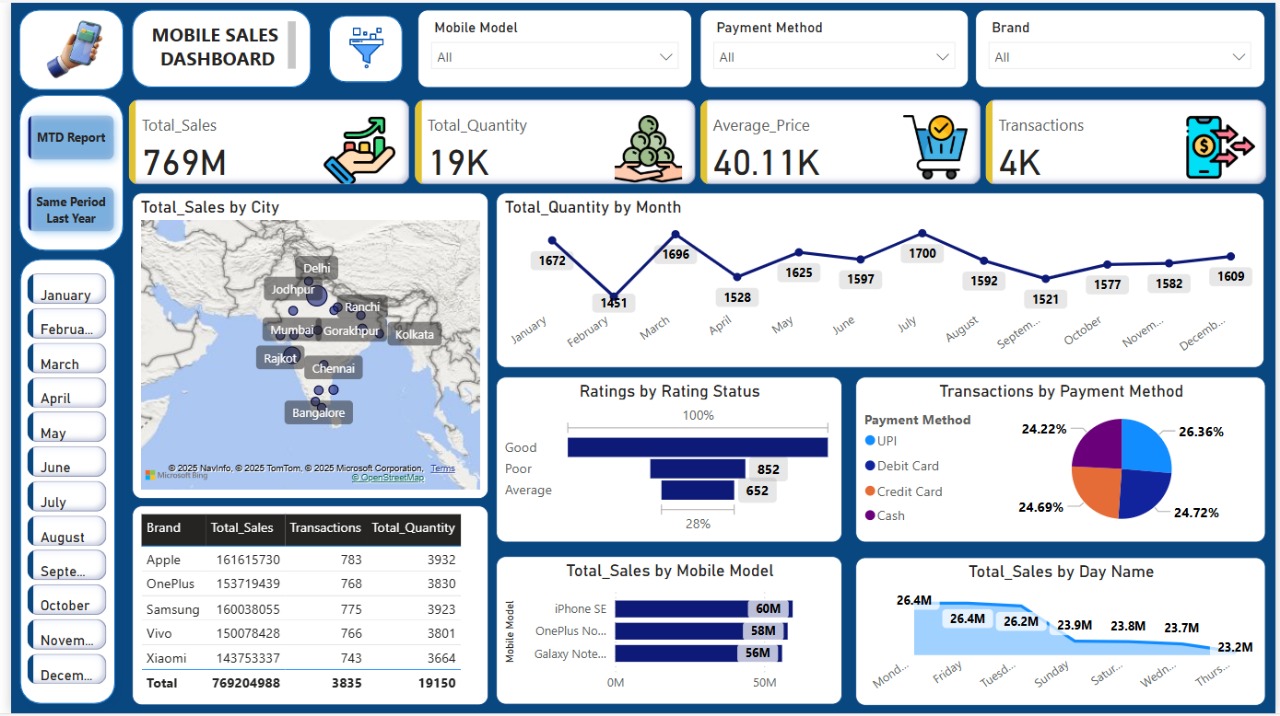 MOBILE SALES
DASHBOARD
Mobile Model
All
Payment Method
All
Brand
All
MTD Report
Same Period
Last Year
Total_Sales
769M
Total_Quantity
19K
Average_Price
40.11K
Transactions
4K
January
Februa...
March
April
May
June
July
August
Septe...
October
Novem...
Decem...
Total_Sales by City
Delhi
Jodhpur
Ranchi
Mumbai
Gorakhpur
Kolkata
Rajkot
Chennai
Bangalore
© 2025 NavInfo, © 2025 TomTom, © 2025 Microsoft Corporation, Terms
Microsoft Bing
© OpenStreetMap
Total_Quantity by Month
1672
1451
1696
1528
1625
1597
1700
1592
1521
1577
1582
1609
January
February
March
April
May
June
July
August
Septem...
October
Novem...
Decemb...
Brand Total_Sales Transactions Total_Quantity
Apple 161615730 783 3932
OnePlus 153719439 768 3830
Samsung 160038055 775 3923
Vivo 150078428 766 3801
Xiaomi 143753337 743 3664
Total 769204988 3835 19150
Ratings by Rating Status
100%
Good
Poor 852
Average 652
28%
Transactions by Payment Method
Payment Method
UPI
Debit Card
Credit Card
Cash
24.22%
26.36%
24.69%
24.72%
Total_Sales by Mobile Model
Mobile Model
iPhone SE 60M
OnePlus No... 58M
Galaxy Note... 56M
0M 50M
Total_Sales by Day Name
26.4M
26.4M
26.2M
23.9M
23.8M
23.7M
23.2M
Mond...
Friday
Tuesd...
Sunday
Satur...
Wedn...
Thurs...